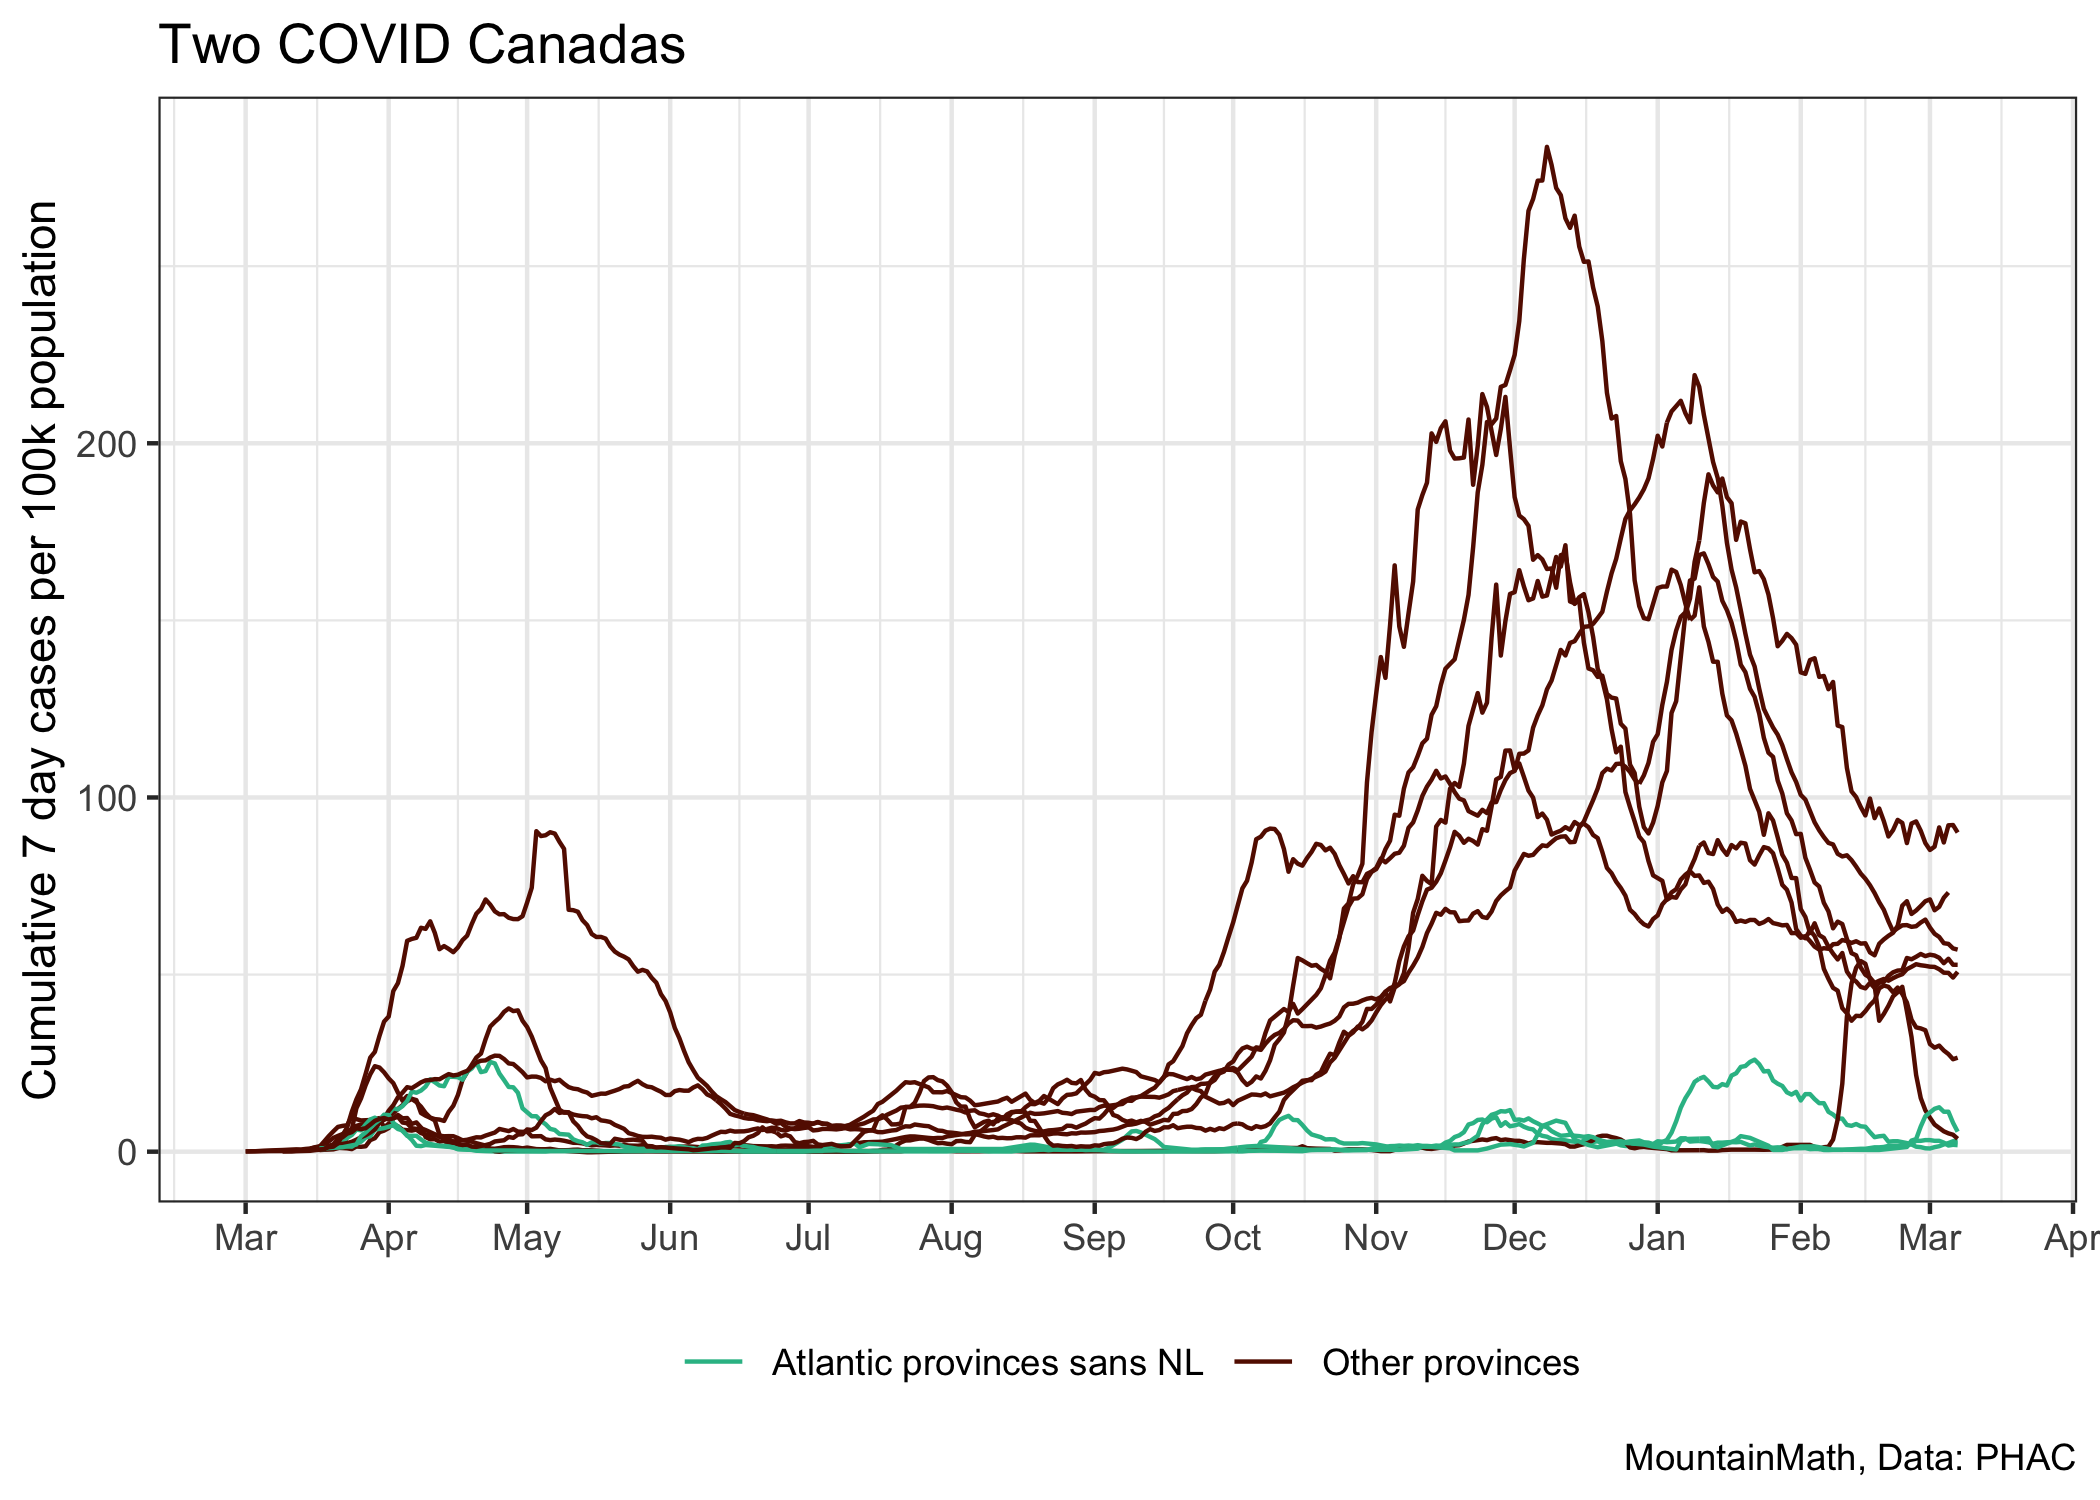 Two COVID Canadas
Cumulative 7 day cases per 100k population
200
100
0
Mar Apr May Jun Jul Aug Sep Oct Nov Dec Jan Feb Mar Apr
Atlantic provinces sans NL Other provinces
MountainMath, Data: PHAC